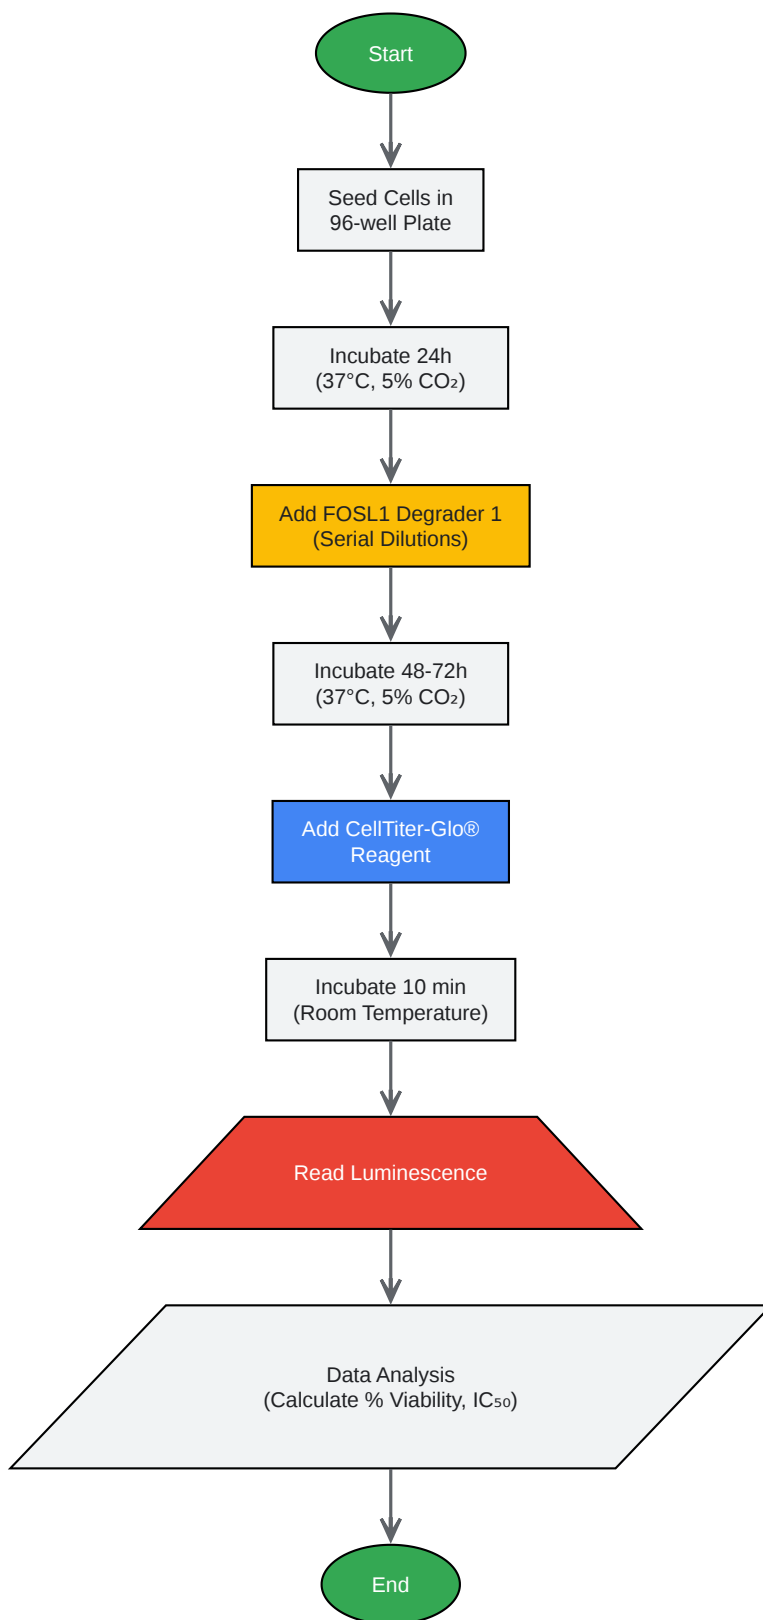 Start
Seed Cells in
96-well Plate
Incubate 24h
(37°C, 5% CO₂)
Add FOSL1 Degrader 1
(Serial Dilutions)
Incubate 48-72h
(37°C, 5% CO₂)
Add CellTiter-Glo®
Reagent
Incubate 10 min
(Room Temperature)
Read Luminescence
Data Analysis
(Calculate % Viability, IC₅₀)
End